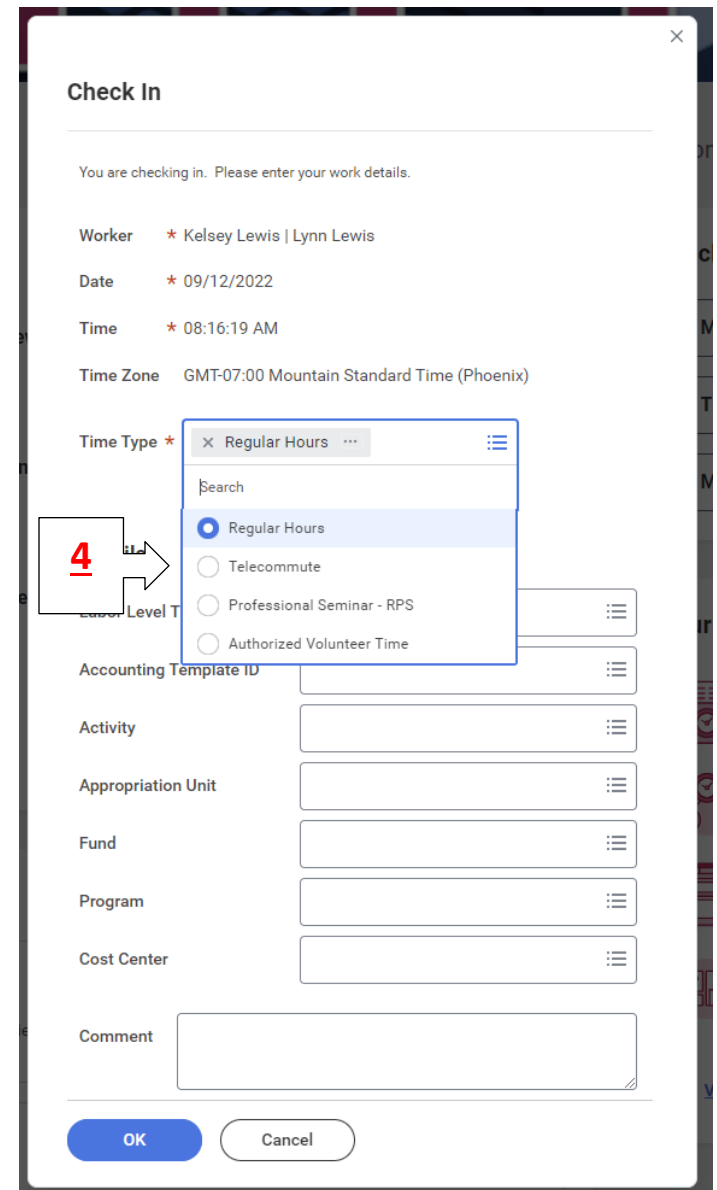 Check In
You are checking in. Please enter your work details.
Worker * Kelsey Lewis | Lynn Lewis
Date * 09/12/2022
Time * 08:16:19 AM
Time Zone GMT-07:00 Mountain Standard Time (Phoenix)
Time Type * × Regular Hours ...
Search
Regular Hours
4
Telecommute
Professional Seminar - RPS
Level T
Authorized Volunteer Time
Accounting Template ID
Activity
Appropriation Unit
Fund
Program
Cost Center
Comment
OK Cancel